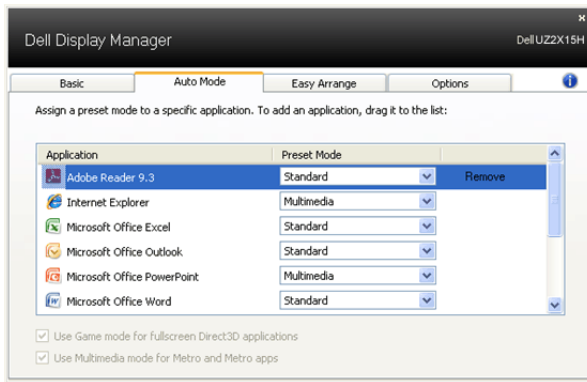 Dell Display Manager
Dell UZ2X15H
Basic
Auto Mode
Easy Arrange
Options
Assign a preset mode to a specific application. To add an application, drag it to the list:
Application Preset Mode
Adobe Reader 9.3 Standard Remove
Internet Explorer Multimedia
Microsoft Office Excel Standard
Microsoft Office Outlook Standard
Microsoft Office PowerPoint Multimedia
Microsoft Office Word Standard
Use Game mode for fullscreen Direct3D applications
Use Multimedia mode for Metro and Metro apps